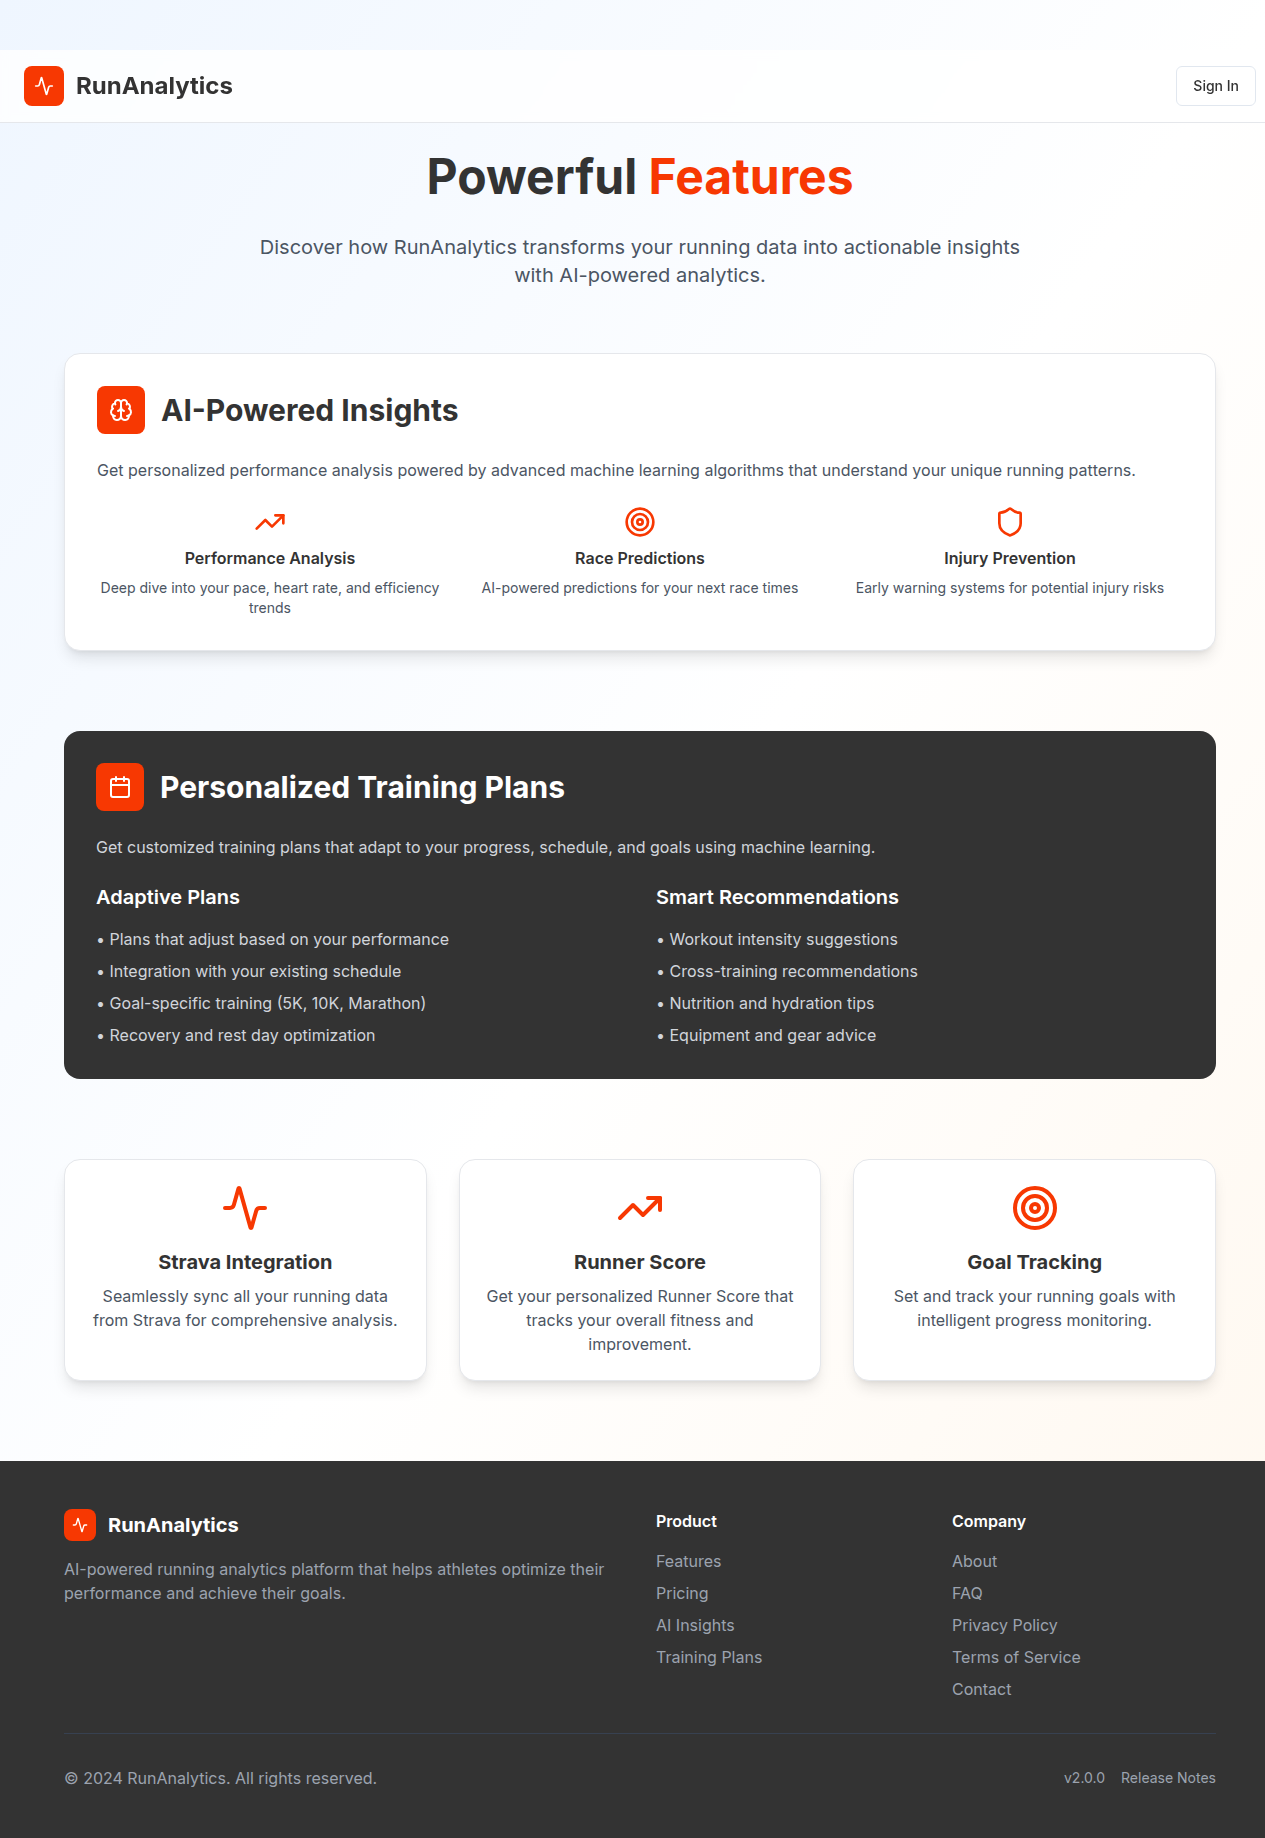 RunAnalytics
Sign In
Powerful Features
Discover how RunAnalytics transforms your running data into actionable insights
with AI-powered analytics.
AI-Powered Insights
Get personalized performance analysis powered by advanced machine learning algorithms that understand your unique running patterns.
Performance Analysis
Deep dive into your pace, heart rate, and efficiency
trends
Race Predictions
AI-powered predictions for your next race times
Injury Prevention
Early warning systems for potential injury risks
Personalized Training Plans
Get customized training plans that adapt to your progress, schedule, and goals using machine learning.
Adaptive Plans
• Plans that adjust based on your performance
• Integration with your existing schedule
• Goal-specific training (5K, 10K, Marathon)
• Recovery and rest day optimization
Smart Recommendations
• Workout intensity suggestions
• Cross-training recommendations
• Nutrition and hydration tips
• Equipment and gear advice
Strava Integration
Seamlessly sync all your running data
from Strava for comprehensive analysis.
Runner Score
Get your personalized Runner Score that
tracks your overall fitness and
improvement.
Goal Tracking
Set and track your running goals with
intelligent progress monitoring.
RunAnalytics
AI-powered running analytics platform that helps athletes optimize their
performance and achieve their goals.
Product
Features
Pricing
AI Insights
Training Plans
Company
About
FAQ
Privacy Policy
Terms of Service
Contact
© 2024 RunAnalytics. All rights reserved.
v2.0.0 Release Notes